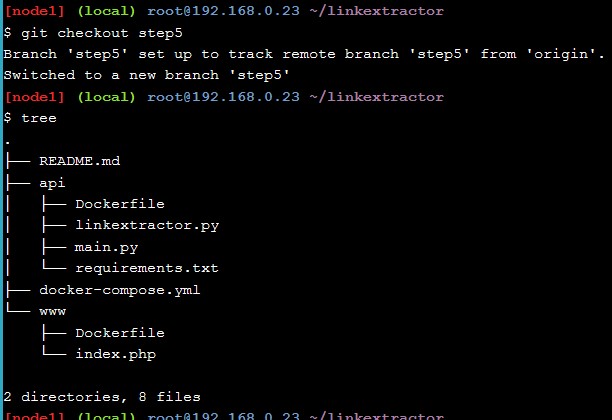 [node1] (local) root@192.168.0.23 ~/linkextractor
$ git checkout step5
Branch 'step5' set up to track remote branch 'step5' from 'origin'.
Switched to a new branch 'step5'
[node1] (local) root@192.168.0.23 ~/linkextractor
$ tree
.
├── README.md
├── api
│   ├── Dockerfile
│   ├── linkextractor.py
│   ├── main.py
│   └── requirements.txt
├── docker-compose.yml
└── www
    ├── Dockerfile
    └── index.php
2 directories, 8 files
[node1] (local) root@192.168.0.23 ~/linkextractor